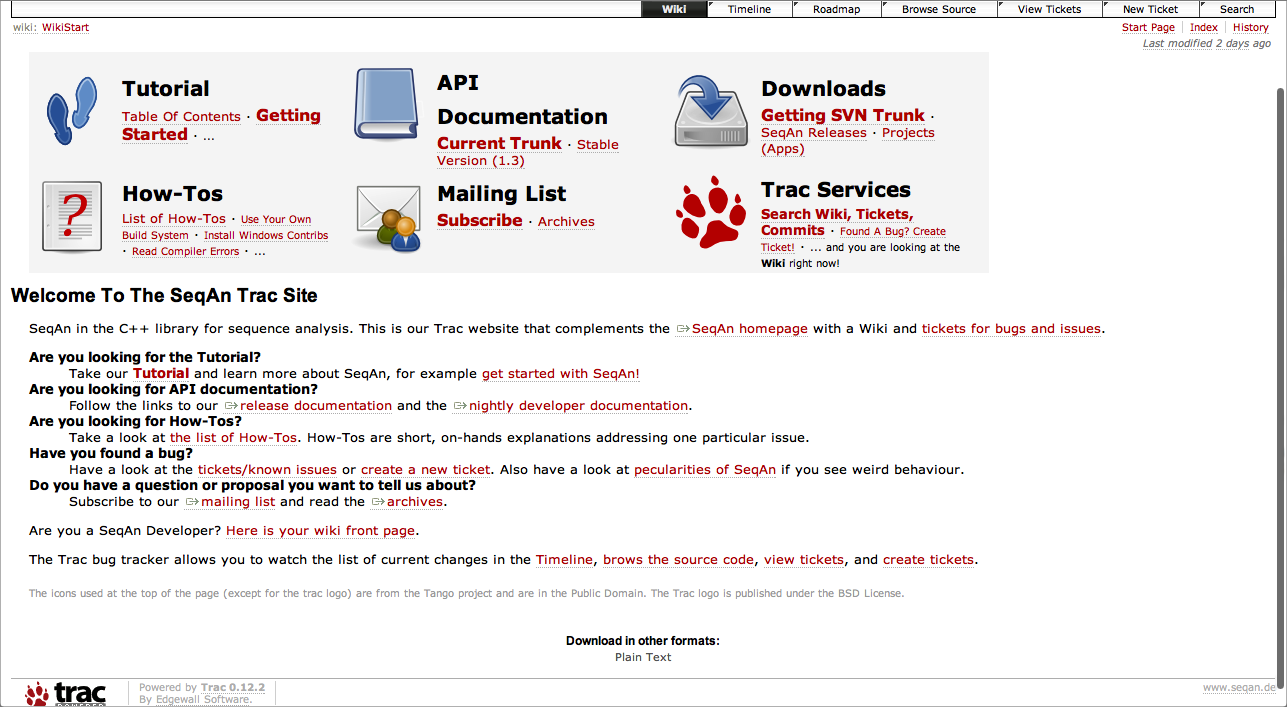 Wiki Timeline Roadmap Browse Source View Tickets New Ticket Search
wiki: WikiStart
Start Page Index History
Last modified 2 days ago
Tutorial
Table Of Contents · Getting
Started · ...
API
Documentation
Current Trunk · Stable
Version (1.3)
Downloads
Getting SVN Trunk ·
SeqAn Releases · Projects
(Apps)
?
How-Tos
List of How-Tos · Use Your Own
Build System · Install Windows Contribs
· Read Compiler Errors · ...
Mailing List
Subscribe · Archives
Trac Services
Search Wiki, Tickets,
Commits · Found A Bug? Create
Ticket! · ... and you are looking at the
Wiki right now!
Welcome To The SeqAn Trac Site
SeqAn in the C++ library for sequence analysis. This is our Trac website that complements the SeqAn homepage with a Wiki and tickets for bugs and issues.
Are you looking for the Tutorial?
Take our Tutorial and learn more about SeqAn, for example get started with SeqAn!
Are you looking for API documentation?
Follow the links to our release documentation and the nightly developer documentation.
Are you looking for How-Tos?
Take a look at the list of How-Tos. How-Tos are short, on-hands explanations addressing one particular issue.
Have you found a bug?
Have a look at the tickets/known issues or create a new ticket. Also have a look at pecularities of SeqAn if you see weird behaviour.
Do you have a question or proposal you want to tell us about?
Subscribe to our mailing list and read the archives.
Are you a SeqAn Developer? Here is your wiki front page.
The Trac bug tracker allows you to watch the list of current changes in the Timeline, brows the source code, view tickets, and create tickets.
The icons used at the top of the page (except for the trac logo) are from the Tango project and are in the Public Domain. The Trac logo is published under the BSD License.
Download in other formats:
Plain Text
trac
Powered by Trac 0.12.2
By Edgewall Software.
www.seqan.de